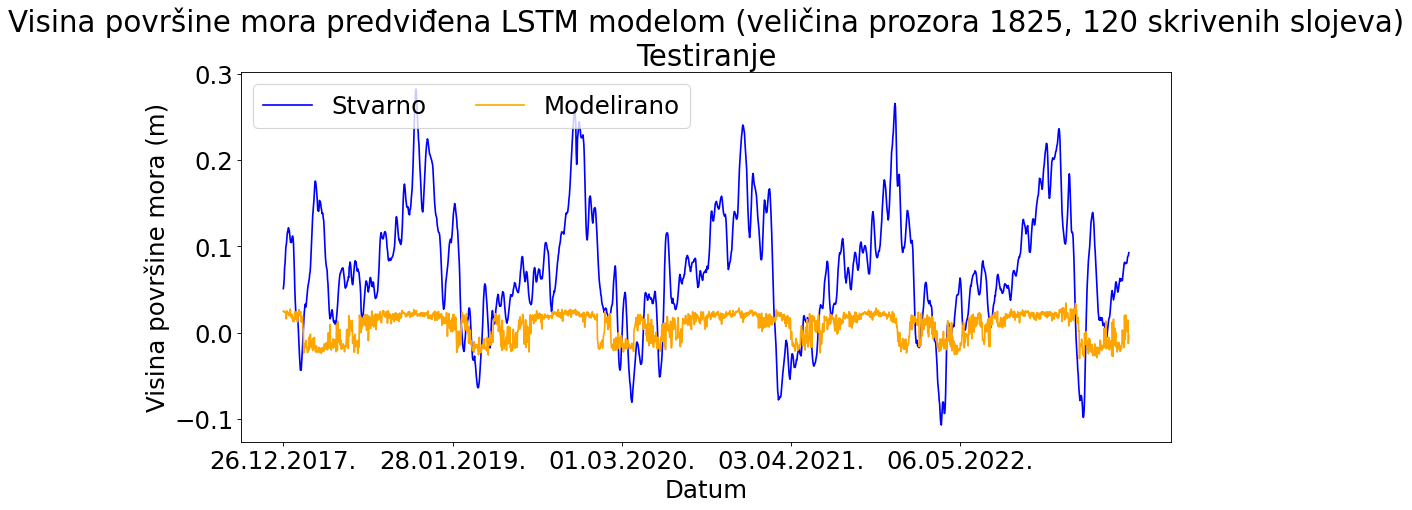 Visina površine mora predviđena LSTM modelom (veličina prozora 1825, 120 skrivenih slojeva)
Testiranje
Stvarno Modelirano
Visina površine mora (m)
0.3
0.2
0.1
0.0
−0.1
26.12.2017. 28.01.2019. 01.03.2020. 03.04.2021. 06.05.2022.
Datum